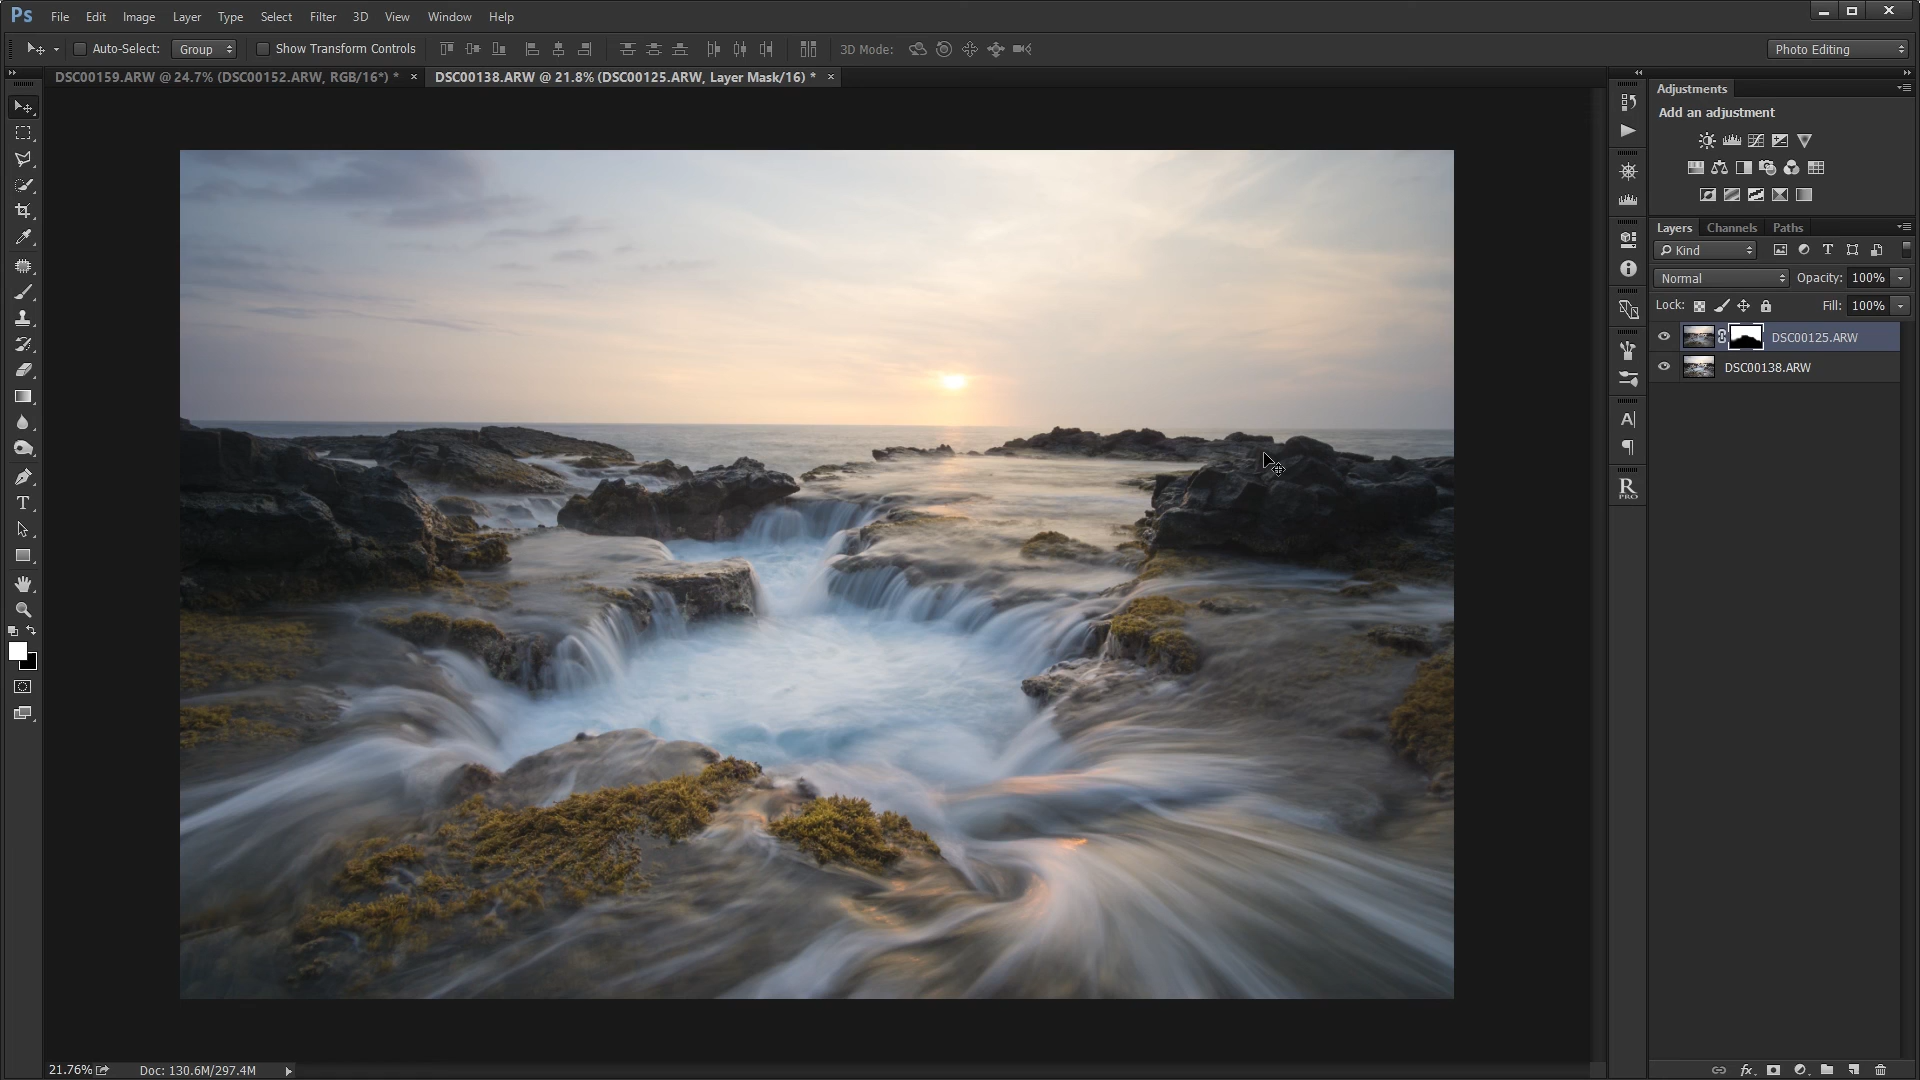 Ps File Edit Image Layer Type Select Filter 3D View Window Help
Auto-Select: Group Show Transform Controls 3D Mode: Photo Editing
DSC00159.ARW @ 24.7% (DSC00152.ARW, RGB/16*) * × DSC00138.ARW @ 21.8% (DSC00125.ARW, Layer Mask/16) * ×
Adjustments
Add an adjustment
Layers Channels Paths
Kind
Normal Opacity: 100%
Lock: Fill: 100%
DSC00125.ARW
DSC00138.ARW
A
R
PRO
T
fx
21.76% Doc: 130.6M/297.4M